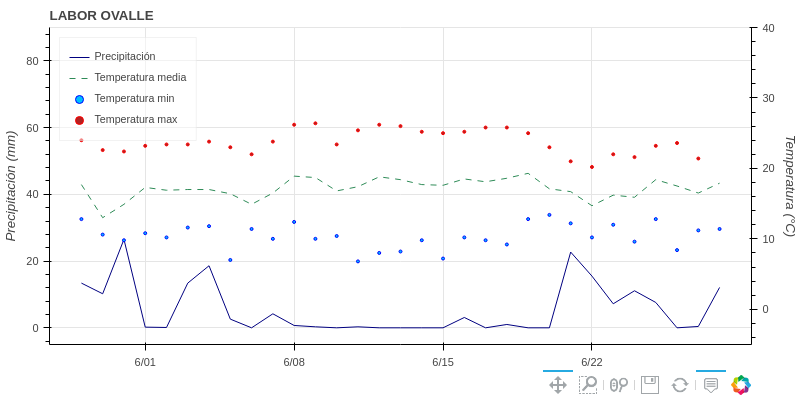 LABOR OVALLE
Precipitación
Temperatura media
Temperatura min
Temperatura max
Precipitación (mm)
80
60
40
20
0
40
30
20
10
0
Temperatura (°C)
6/01
6/08
6/15
6/22